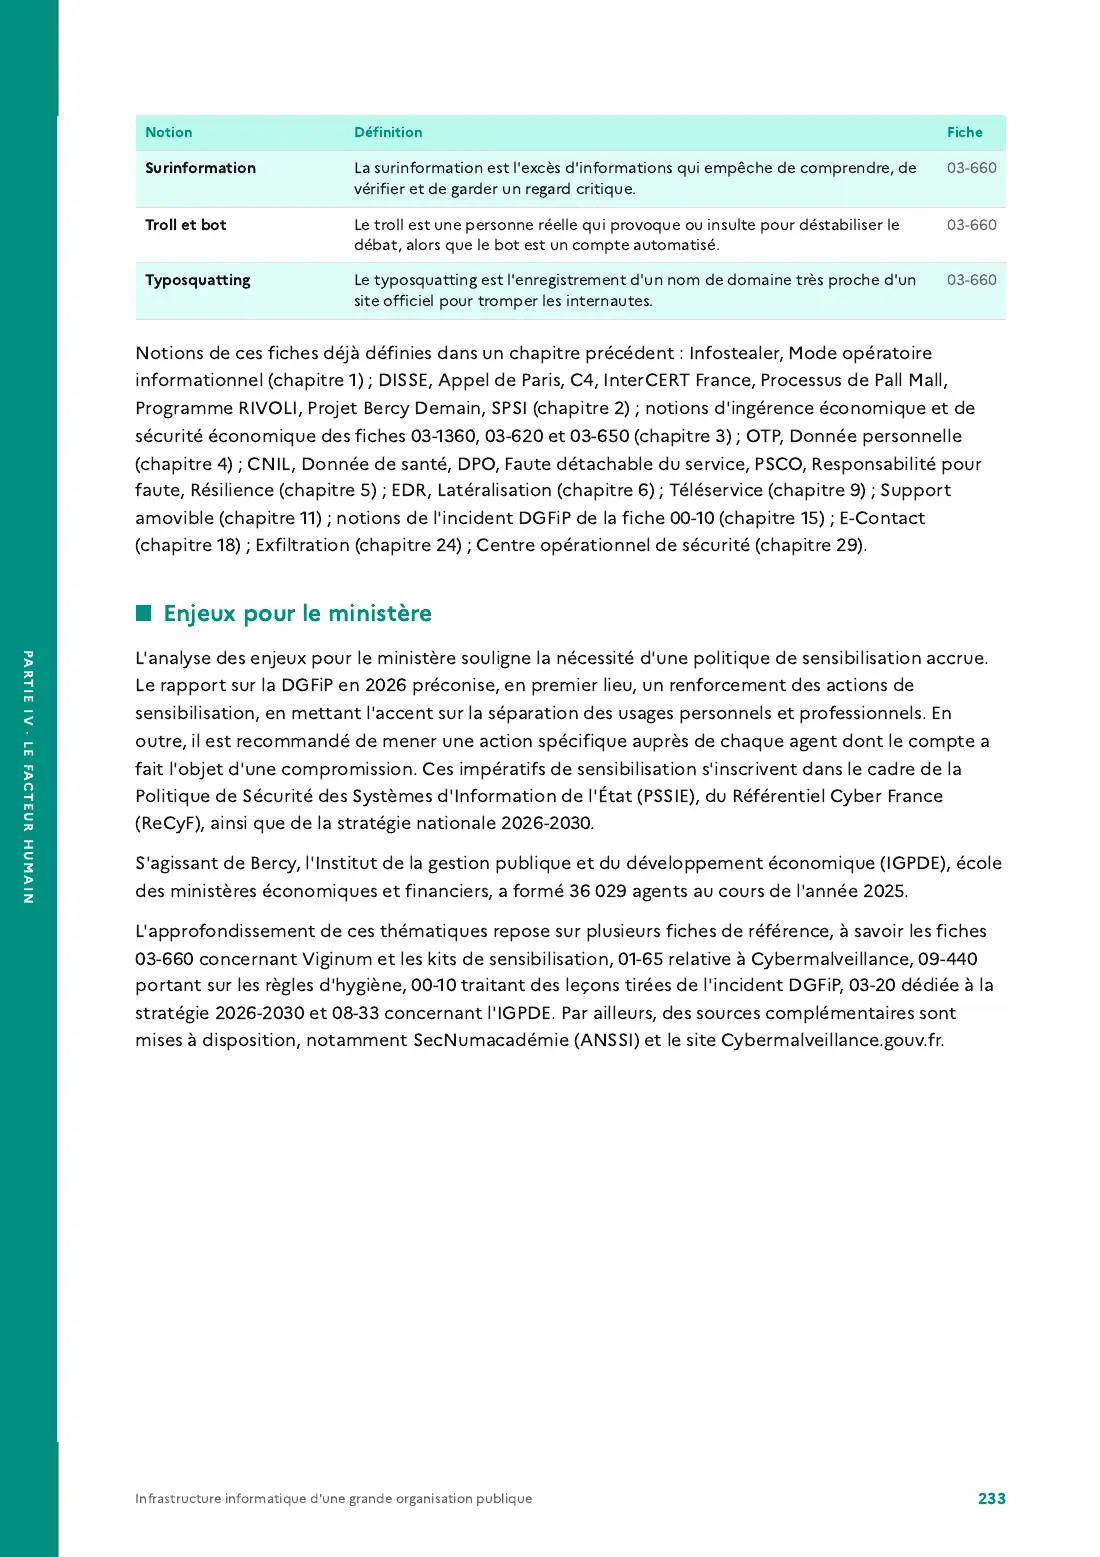 Notion Définition Fiche
Surinformation La surinformation est l'excès d'informations qui empêche de comprendre, de 03-660
vérifier et de garder un regard critique.
Troll et bot Le troll est une personne réelle qui provoque ou insulte pour déstabiliser le 03-660
débat, alors que le bot est un compte automatisé.
Typosquatting Le typosquatting est l'enregistrement d'un nom de domaine très proche d'un 03-660
site officiel pour tromper les internautes.
Notions de ces fiches déjà définies dans un chapitre précédent : Infostealer, Mode opératoire
informationnel (chapitre 1) ; DISSE, Appel de Paris, C4, InterCERT France, Processus de Pall Mall,
Programme RIVOLI, Projet Bercy Demain, SPSI (chapitre 2) ; notions d'ingérence économique et de
sécurité économique des fiches 03-1360, 03-620 et 03-650 (chapitre 3) ; OTP, Donnée personnelle
(chapitre 4) ; CNIL, Donnée de santé, DPO, Faute détachable du service, PSCO, Responsabilité pour
faute, Résilience (chapitre 5) ; EDR, Latéralisation (chapitre 6) ; Téléservice (chapitre 9) ; Support
amovible (chapitre 11) ; notions de l'incident DGFiP de la fiche 00-10 (chapitre 15) ; E-Contact
(chapitre 18) ; Exfiltration (chapitre 24) ; Centre opérationnel de sécurité (chapitre 29).
Enjeux pour le ministère
L'analyse des enjeux pour le ministère souligne la nécessité d'une politique de sensibilisation accrue.
Le rapport sur la DGFiP en 2026 préconise, en premier lieu, un renforcement des actions de
sensibilisation, en mettant l'accent sur la séparation des usages personnels et professionnels. En
outre, il est recommandé de mener une action spécifique auprès de chaque agent dont le compte a
fait l'objet d'une compromission. Ces impératifs de sensibilisation s'inscrivent dans le cadre de la
Politique de Sécurité des Systèmes d'Information de l'État (PSSIE), du Référentiel Cyber France
(ReCyF), ainsi que de la stratégie nationale 2026-2030.
S'agissant de Bercy, l'Institut de la gestion publique et du développement économique (IGPDE), école
des ministères économiques et financiers, a formé 36 029 agents au cours de l'année 2025.
L'approfondissement de ces thématiques repose sur plusieurs fiches de référence, à savoir les fiches
03-660 concernant Viginum et les kits de sensibilisation, 01-65 relative à Cybermalveillance, 09-440
portant sur les règles d'hygiène, 00-10 traitant des leçons tirées de l'incident DGFiP, 03-20 dédiée à la
stratégie 2026-2030 et 08-33 concernant l'IGPDE. Par ailleurs, des sources complémentaires sont
mises à disposition, notamment SecNumacadémie (ANSSI) et le site Cybermalveillance.gouv.fr.
PARTIE IV · LE FACTEUR HUMAIN
Infrastructure informatique d'une grande organisation publique 233